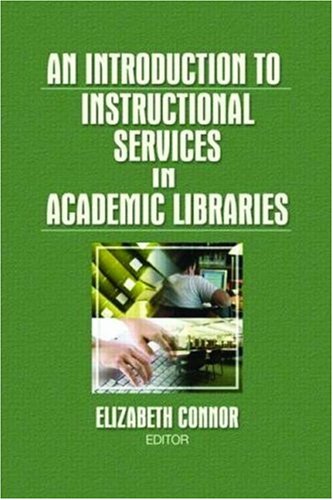 AN INTRODUCTION TO
INSTRUCTIONAL
SERVICES
IN
ACADEMIC LIBRARIES
ELIZABETH CONNOR
EDITOR